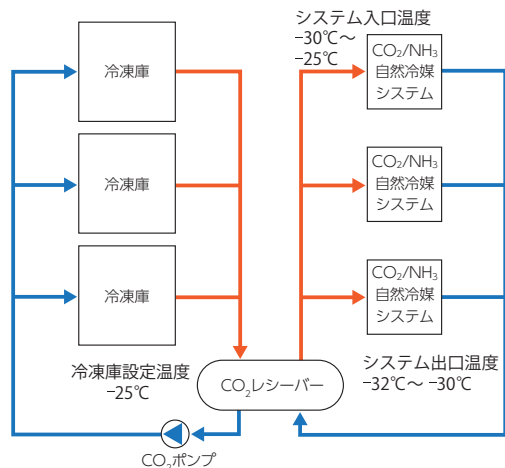 システム入口温度
-30℃～
-25℃
冷凍庫
冷凍庫
冷凍庫
CO₂/NH₃
自然冷媒
システム
CO₂/NH₃
自然冷媒
システム
CO₂/NH₃
自然冷媒
システム
冷凍庫設定温度
-25℃
CO₂レシーバー
システム出口温度
-32℃～ -30℃
CO₂ポンプ